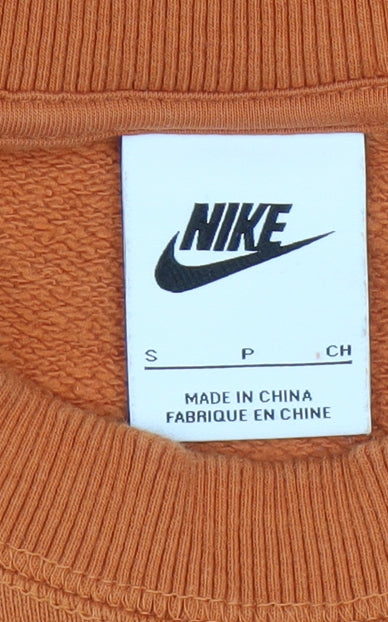 NIKE
S P CH
MADE IN CHINA
FABRIQUE EN CHINE